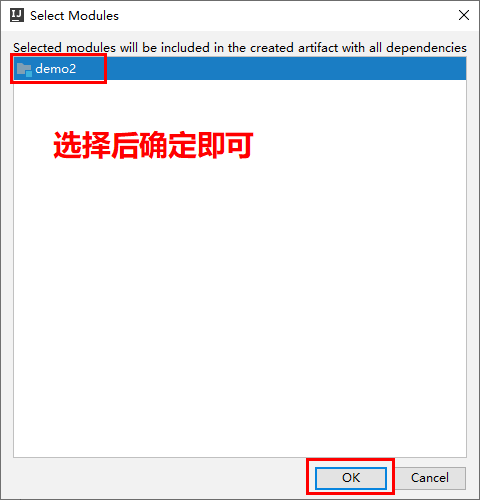 Select Modules
Selected modules will be included in the created artifact with all dependencies
demo2
选择后确定即可
OK
Cancel